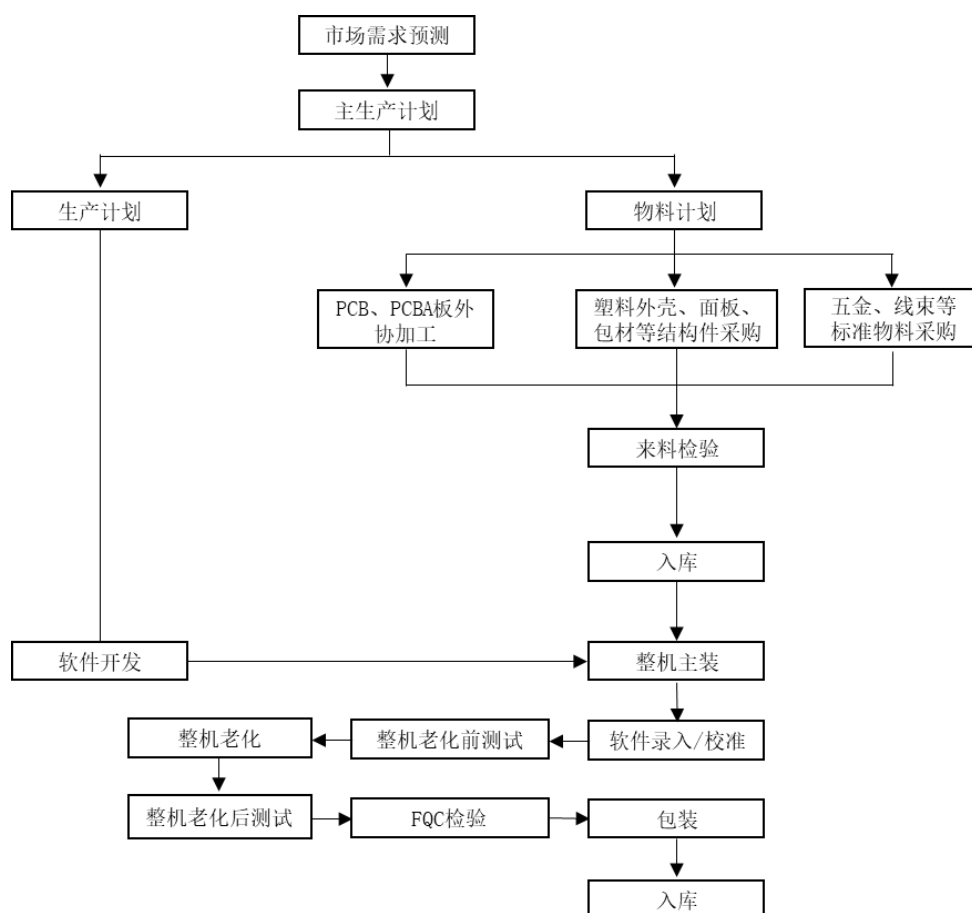 市场需求预测
主生产计划
生产计划
物料计划
PCB、PCBA板外
协加工
塑料外壳、面板、
包材等结构件采购
五金、线束等
标准物料采购
来料检验
入库
软件开发
整机主装
整机老化
整机老化前测试
软件录入/校准
整机老化后测试
FQC检验
包装
入库